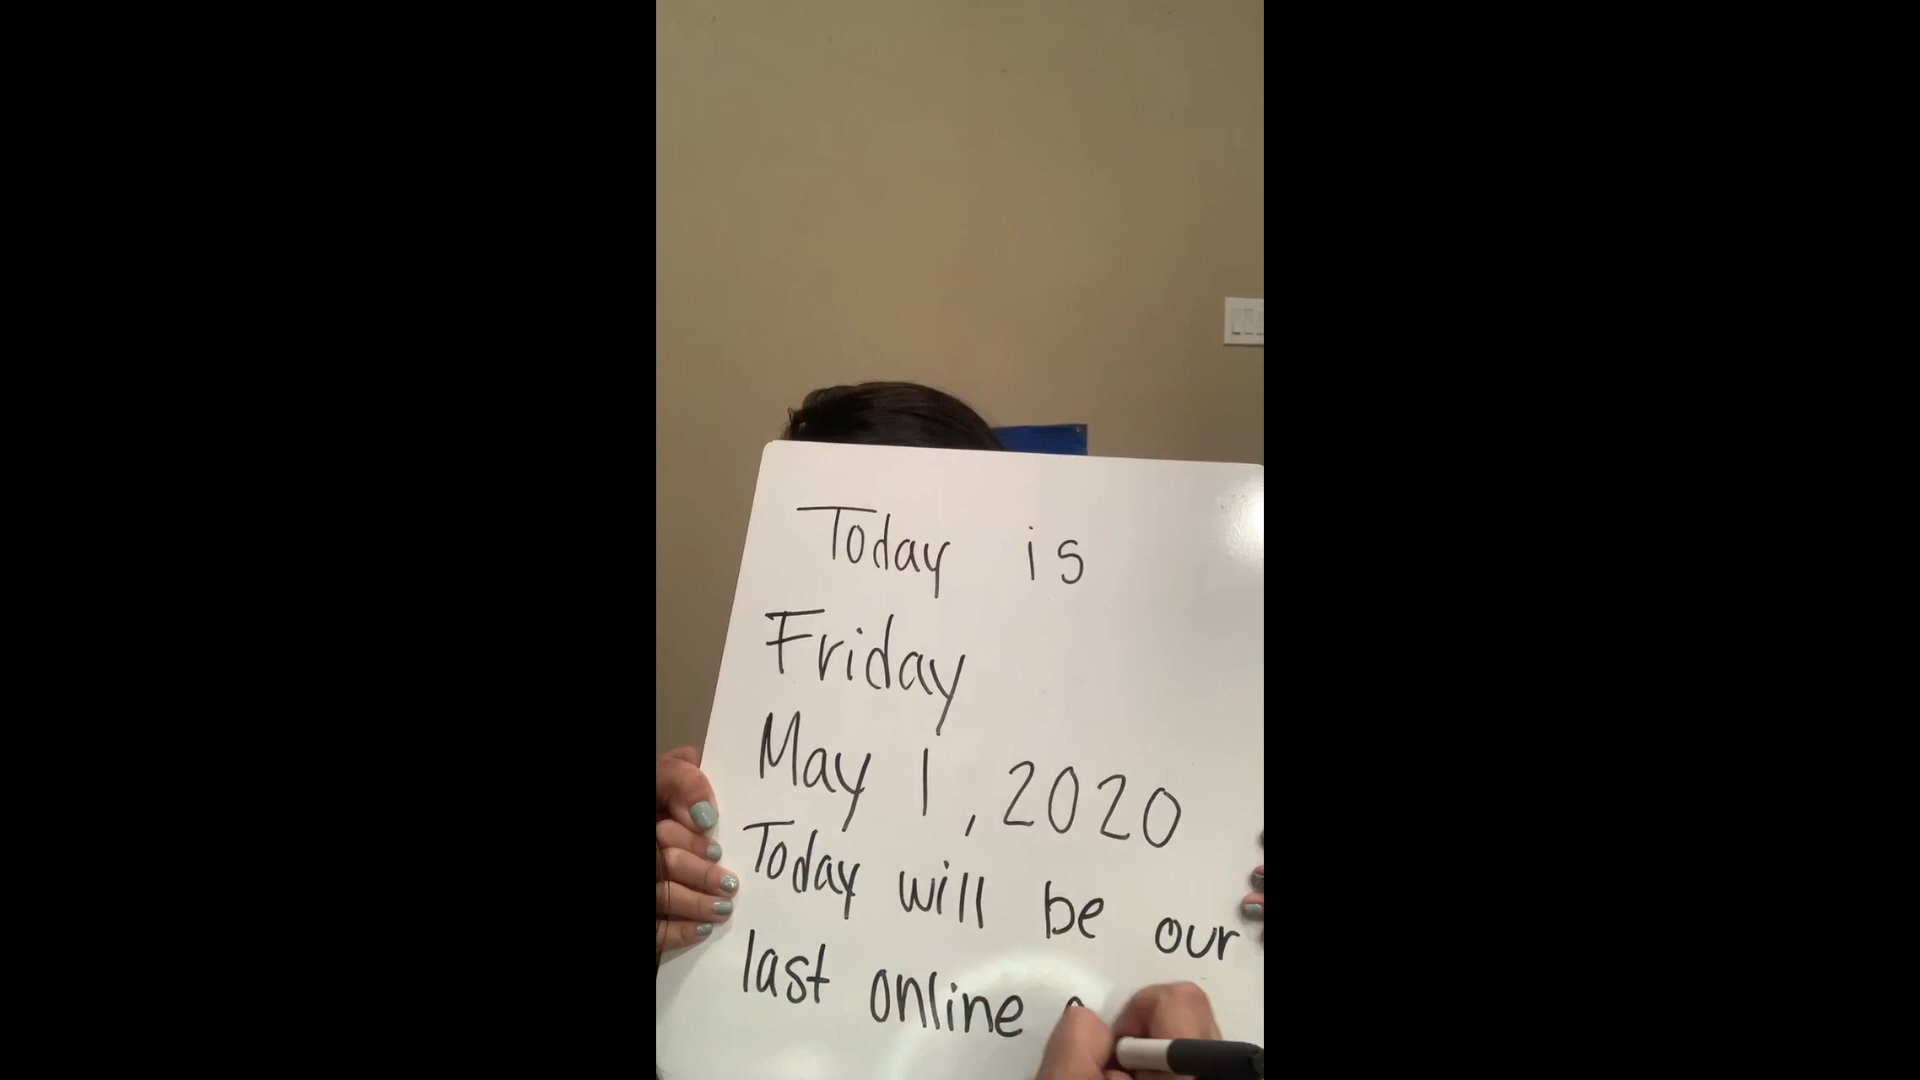 Today is
Friday
May 1, 2020
Today will be our
last online